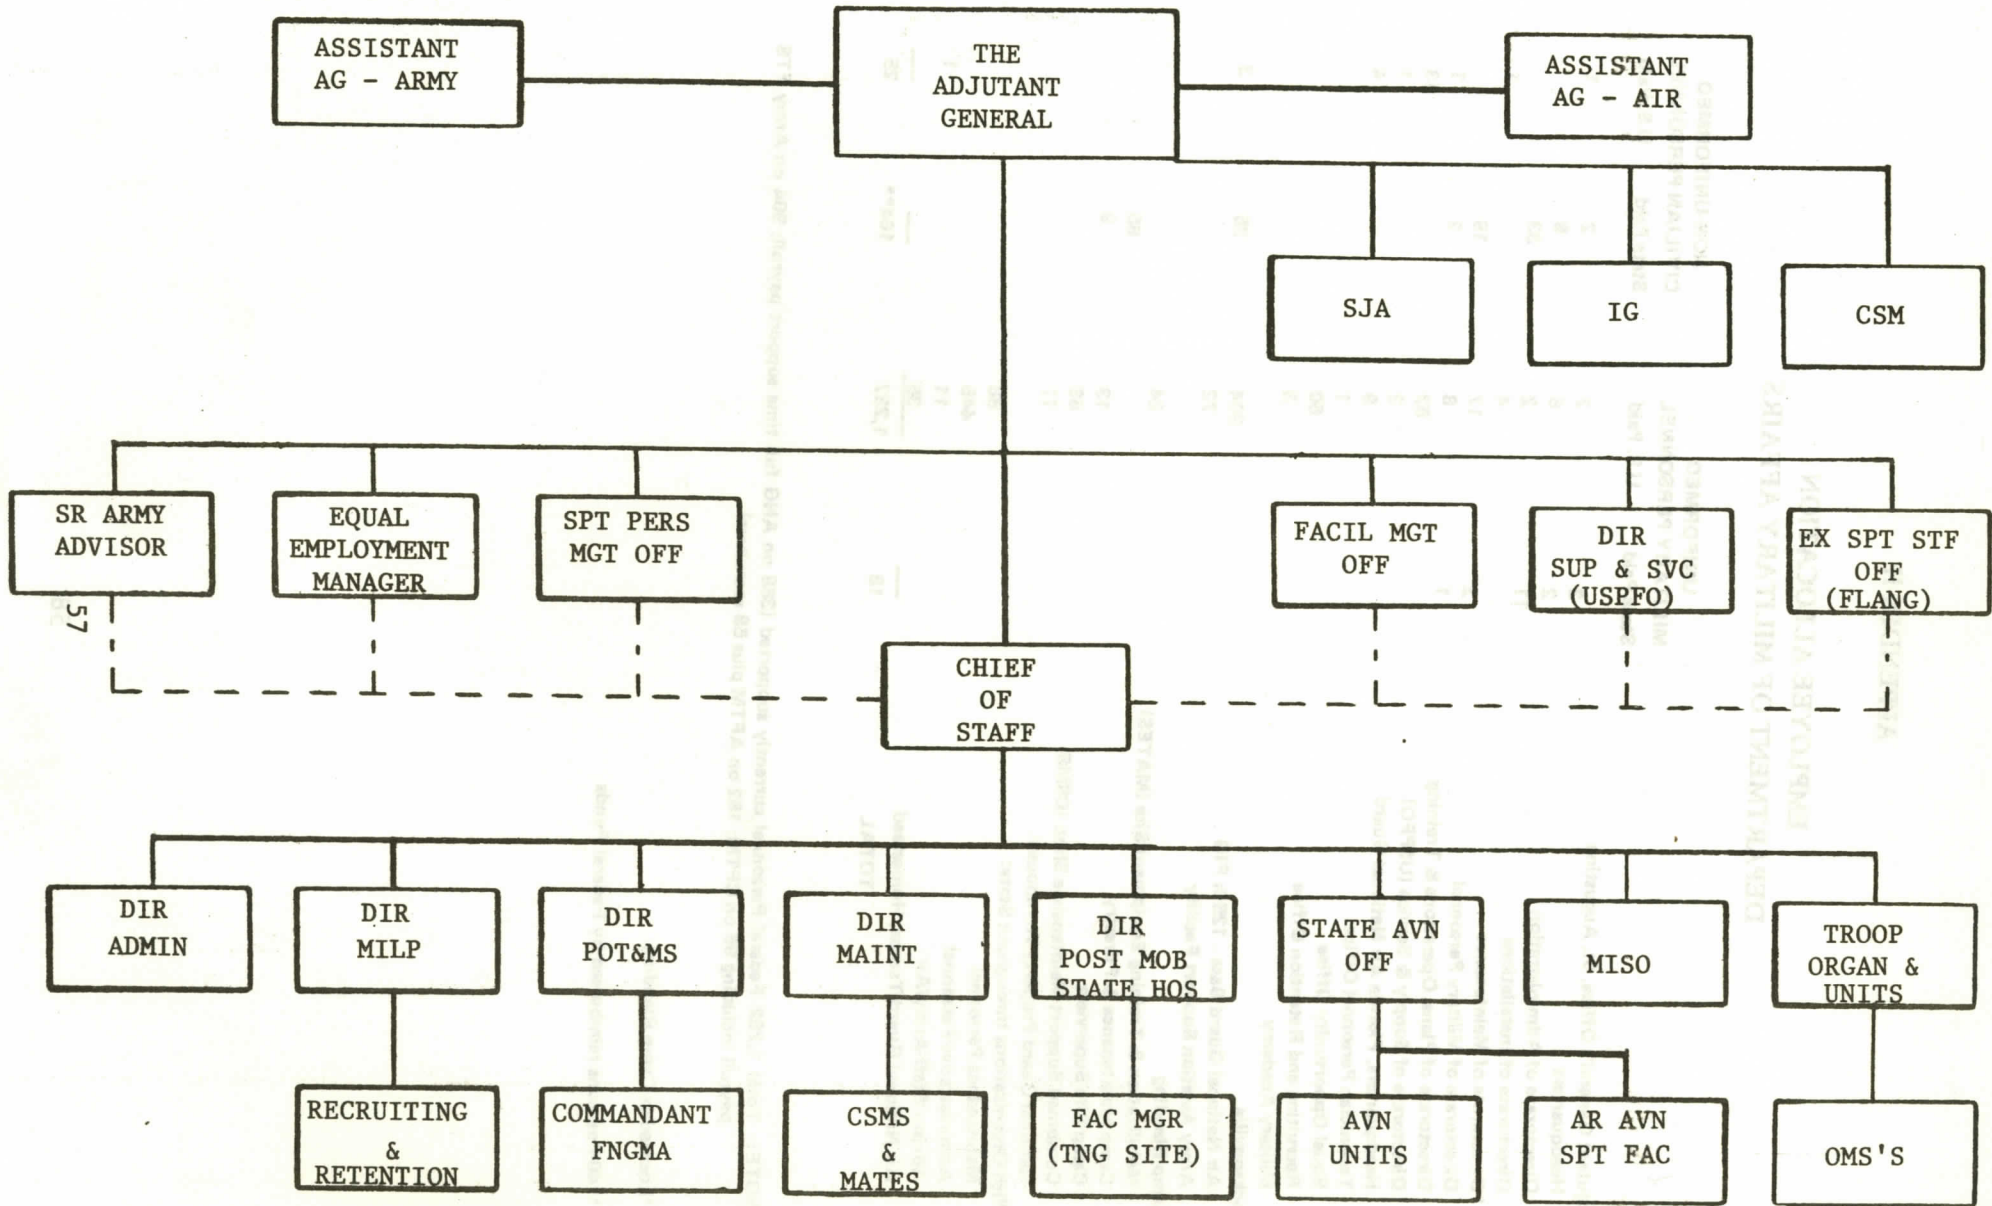 ASSISTANT
AG - ARMY
THE
ADJUTANT
GENERAL
ASSISTANT
AG - AIR
SJA
IG
CSM
SR ARMY
ADVISOR
EQUAL
EMPLOYMENT
MANAGER
SPT PERS
MGT OFF
FACIL MGT
OFF
DIR
SUP & SVC
(USPFO)
EX SPT STF
OFF
(FLANG)
57
CHIEF
OF
STAFF
DIR
ADMIN
DIR
MILP
DIR
POT&MS
DIR
MAINT
DIR
POST MOB
STATE HQS
STATE AVN
OFF
MISO
TROOP
ORGAN &
UNITS
RECRUITING
&
RETENTION
COMMANDANT
FNGMA
CSMS
&
MATES
FAC MGR
(TNG SITE)
AVN
UNITS
AR AVN
SPT FAC
OMS'S